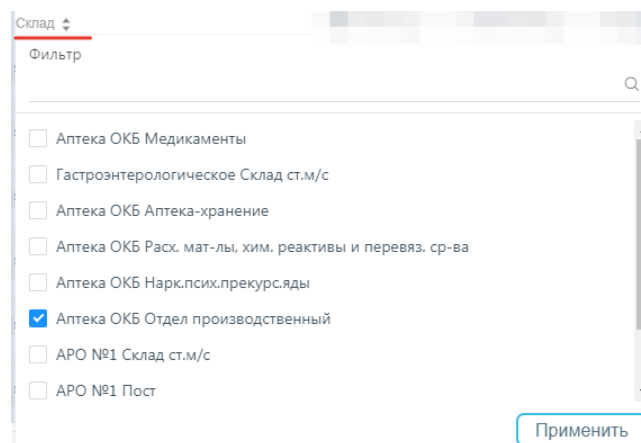 Склад
Фильтр
Аптека ОКБ Медикаменты
Гастроэнтерологическое Склад ст.м/с
Аптека ОКБ Аптека-хранение
Аптека ОКБ Расх. мат-лы, хим. реактивы и перевяз. ср-ва
Аптека ОКБ Нарк.псих.прекурс.яды
Аптека ОКБ Отдел производственный
АРО №1 Склад ст.м/с
АРО №1 Пост
Применить